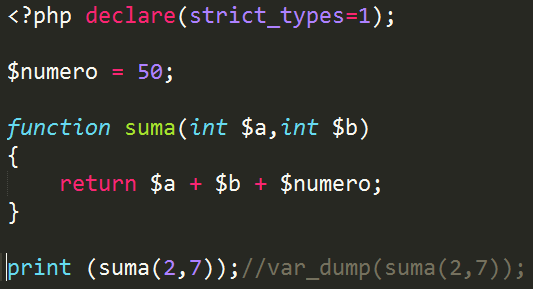 <?php declare(strict_types=1);
$numero = 50;
function suma(int $a,int $b)
{
return $a + $b + $numero;
}
print (suma(2,7));//var_dump(suma(2,7));